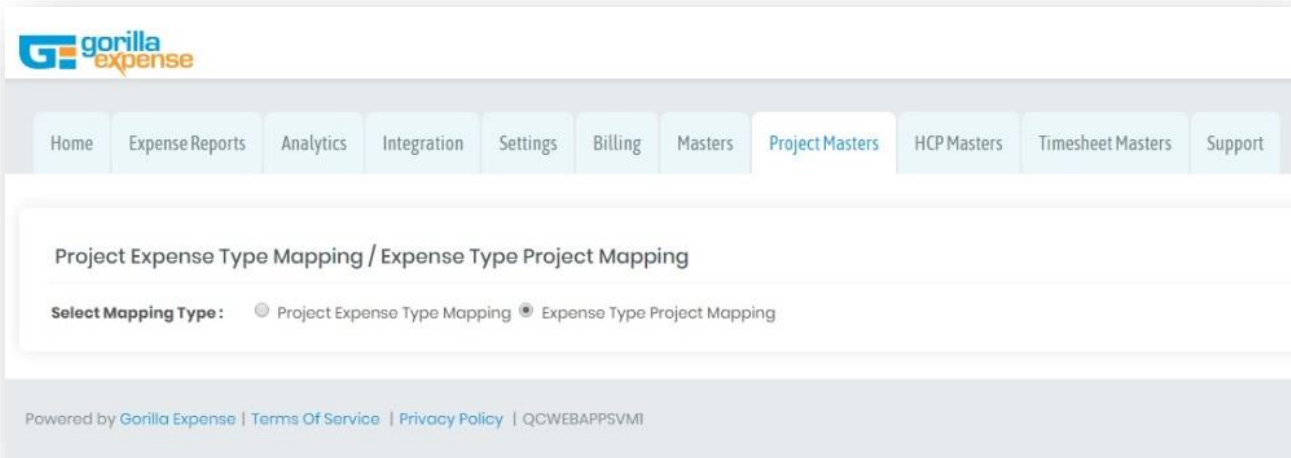 GE gorilla
expense
Home Expense Reports Analytics Integration Settings Billing Masters Project Masters HCP Masters Timesheet Masters Support
Project Expense Type Mapping / Expense Type Project Mapping
Select Mapping Type : Project Expense Type Mapping Expense Type Project Mapping
Powered by Gorilla Expense | Terms Of Service | Privacy Policy | QCWEBAPPSVM1